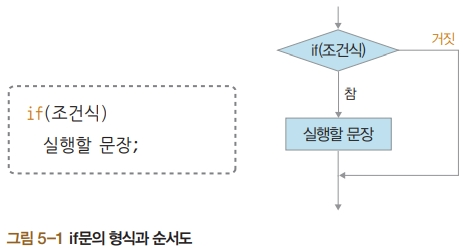 if(조건식)
실행할 문장;
if(조건식)
거짓
참
실행할 문장
그림 5-1 if문의 형식과 순서도